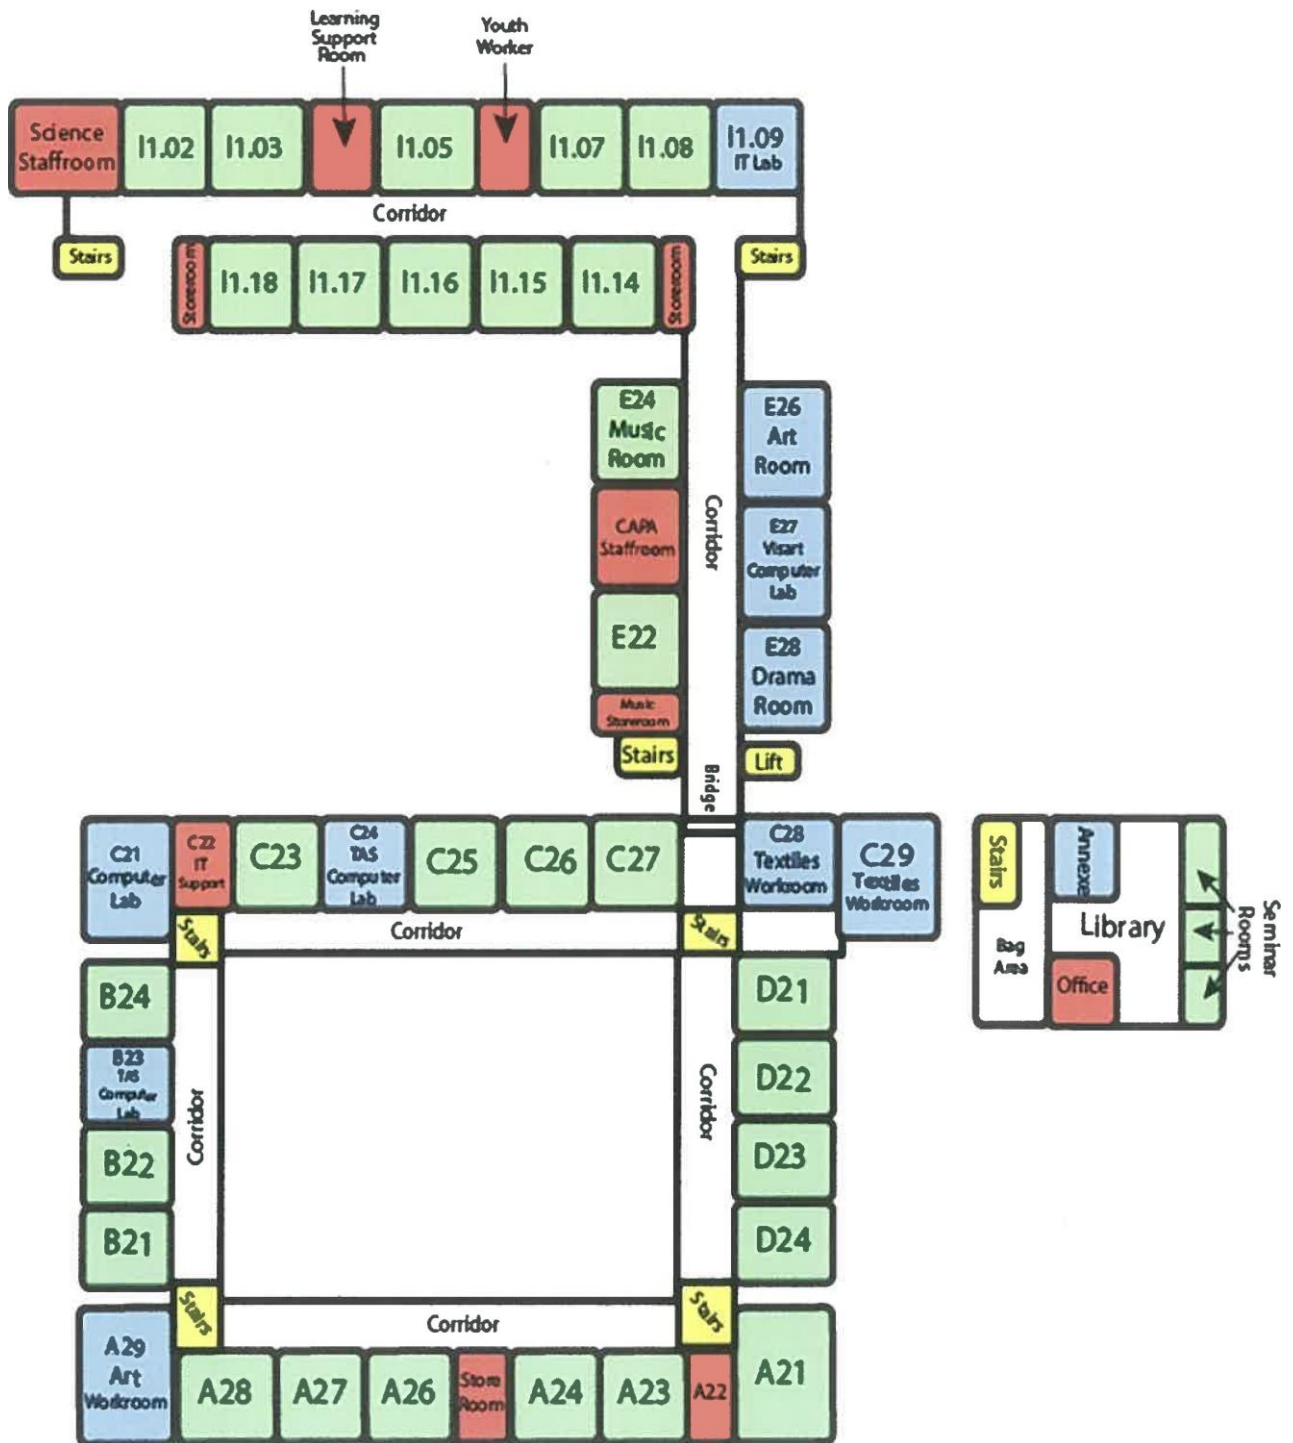 Learning
Support
Room
Youth
Worker
Science
Staffroom
I1.02
I1.03
I1.05
I1.07
I1.08
I1.09
IT Lab
Corridor
Stairs
Storeroom
I1.18
I1.17
I1.16
I1.15
I1.14
Storeroom
Stairs
E24
Music
Room
E26
Art
Room
CAPA
Staffroom
Corridor
E27
Visart
Computer
Lab
E22
E28
Drama
Room
Music
Storeroom
Stairs
Bridge
Lift
C21
Computer
Lab
C22
IT
Support
C23
C24
TAS
Computer
Lab
C25
C26
C27
C28
Textiles
Workroom
C29
Textiles
Workroom
Stairs
Annexe
Library
Bag
Area
Office
Seminar
Rooms
Stairs
Corridor
Stairs
B24
B23
TAS
Computer
Lab
B22
B21
Corridor
Corridor
D21
D22
D23
D24
Stairs
Corridor
Stairs
A29
Art
Workroom
A28
A27
A26
Store
Room
A24
A23
A22
A21